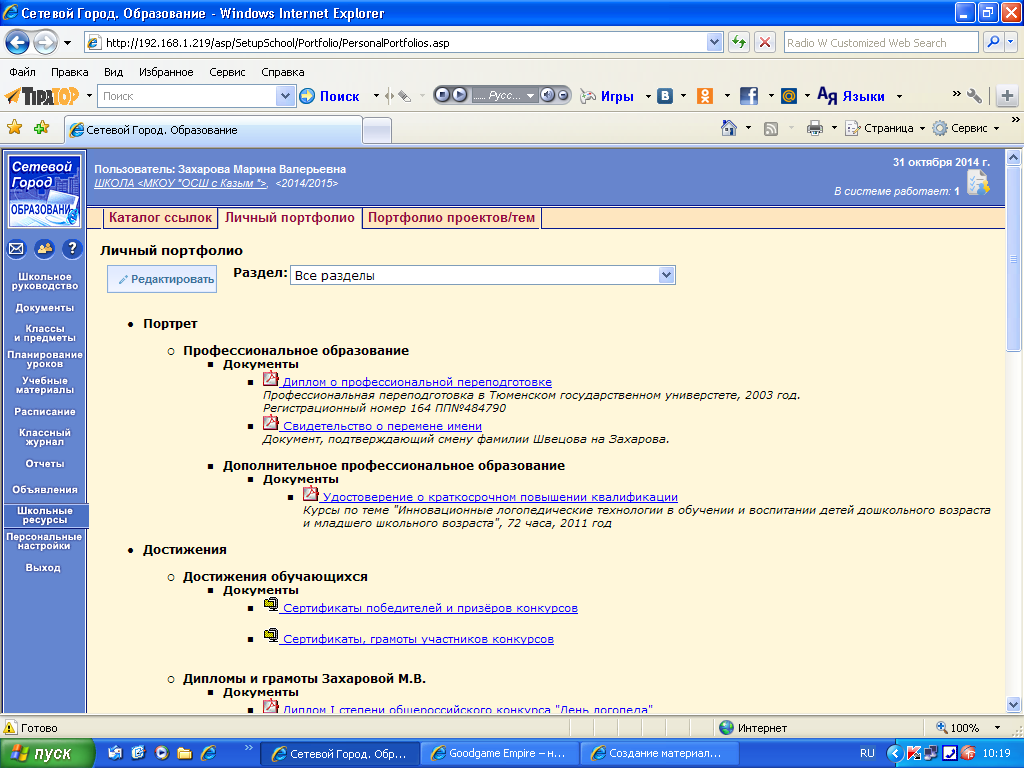 Сетевой Город. Образование - Windows Internet Explorer
http://192.168.1.219/asp/SetupSchool/Portfolio/PersonalPortfolios.asp
Radio W Customized Web Search
Файл Правка Вид Избранное Сервис Справка
ТИРАТОР Поиск Поиск ..... Русс... Игры В f @ Ая Языки »
Сетевой Город. Образование
Страница Сервис »
Сетевой Город ОБРАЗОВАНИЕ
Пользователь: Захарова Марина Валерьевна
ШКОЛА <МКОУ "ОСШ с Казым ">, <2014/2015>
31 октября 2014 г.
В системе работает: 1
Каталог ссылок Личный портфолио Портфолио проектов/тем
?
Школьное руководство
Документы
Классы и предметы
Планирование уроков
Учебные материалы
Расписание
Классный журнал
Отчеты
Объявления
Школьные ресурсы
Персональные настройки
Выход
Личный портфолио
Редактировать Раздел: Все разделы
Портрет
Профессиональное образование
Документы
Диплом о профессиональной переподготовке
Профессиональная переподготовка в Тюменском государственном универстете, 2003 год.
Регистрационный номер 164 ПП№484790
Свидетельство о перемене имени
Документ, подтверждающий смену фамилии Швецова на Захарова.
Дополнительное профессиональное образование
Документы
Удостоверение о краткосрочном повышении квалификации
Курсы по теме "Инновационные логопедические технологии в обучении и воспитании детей дошкольного возраста
и младшего школьного возраста", 72 часа, 2011 год
Достижения
Достижения обучающихся
Документы
Сертификаты победителей и призёров конкурсов
Сертификаты, грамоты участников конкурсов
Дипломы и грамоты Захаровой М.В.
Документы
Диплом I степени общероссийского конкурса "День логопеда"
Готово Интернет 100%
пуск » Сетевой Город. Обр... Goodgame Empire – н... Создание материал... RU 10:19